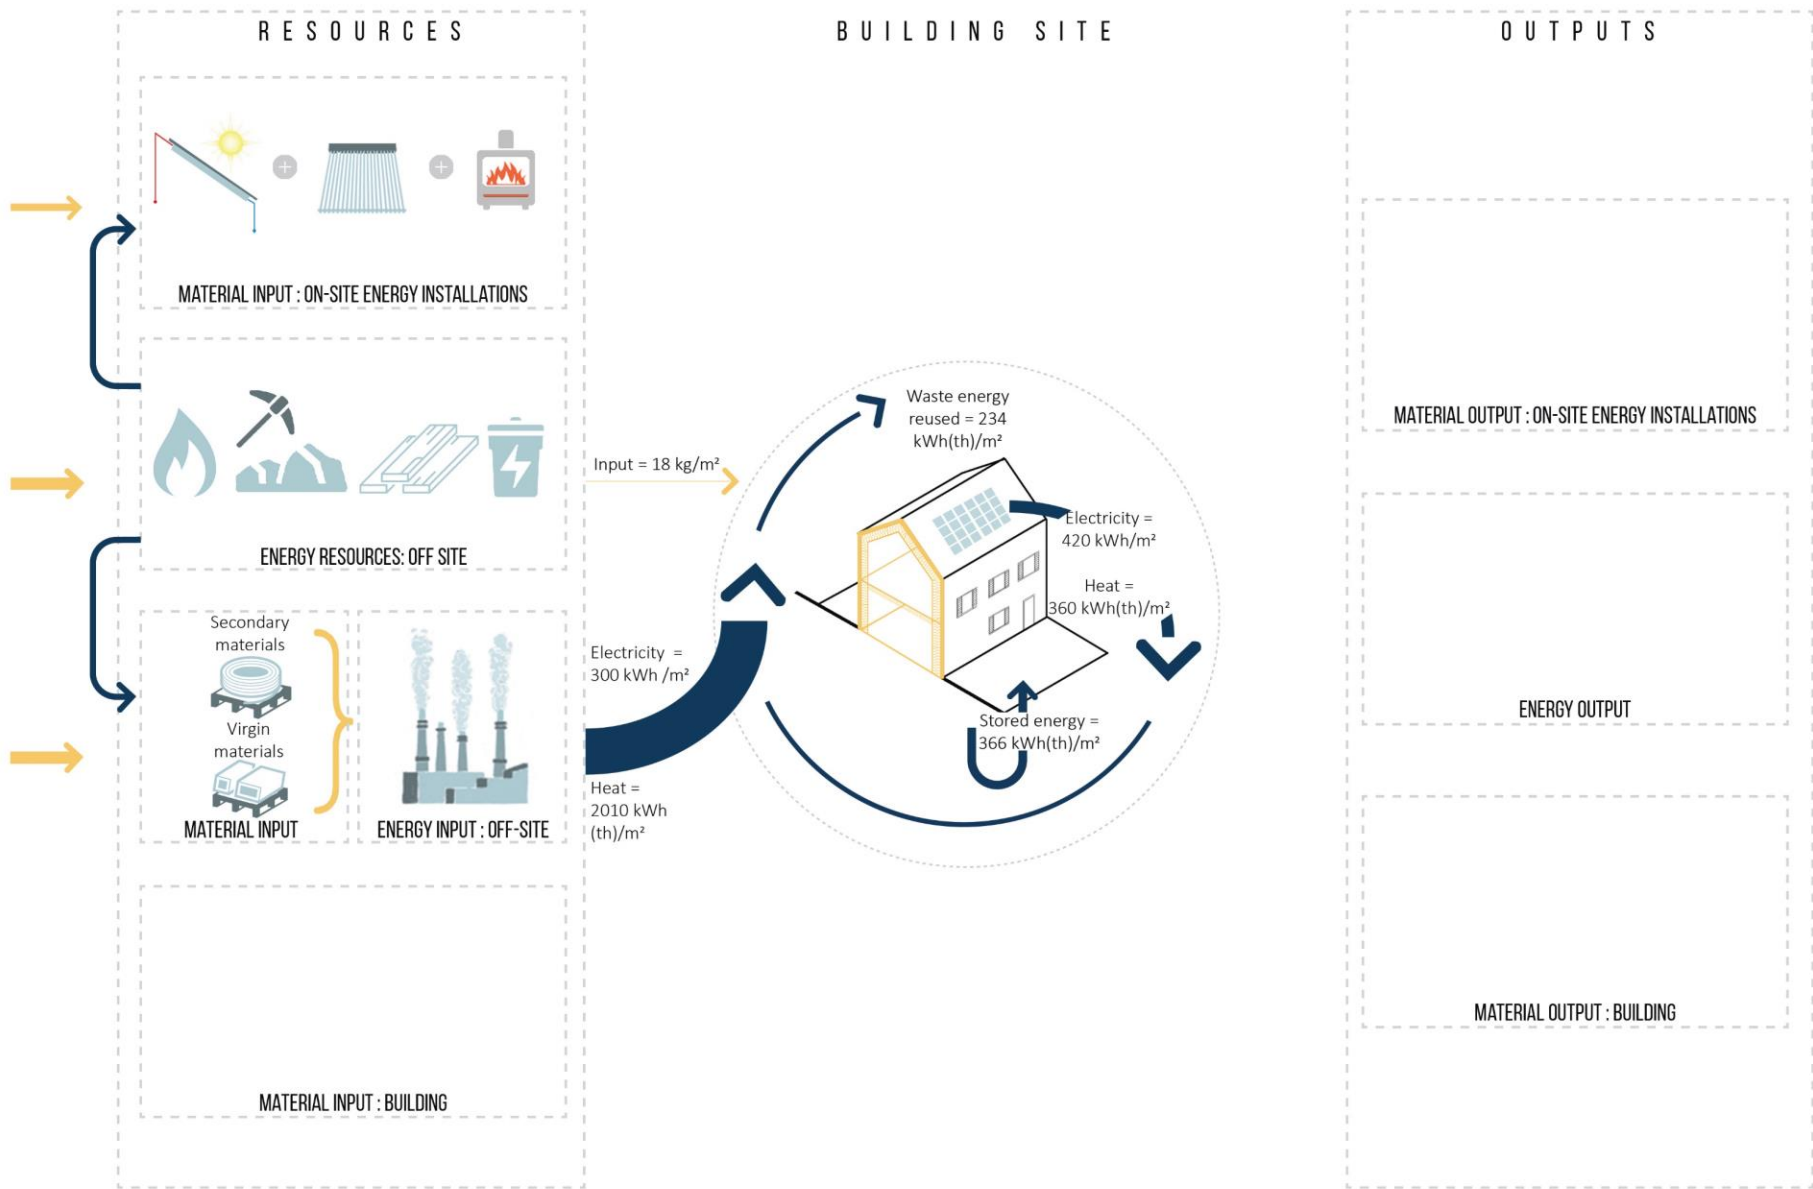 RESOURCES
BUILDING SITE
OUTPUTS
MATERIAL INPUT : ON-SITE ENERGY INSTALLATIONS
ENERGY RESOURCES: OFF SITE
Secondary
materials
Virgin
materials
MATERIAL INPUT
ENERGY INPUT : OFF-SITE
MATERIAL INPUT : BUILDING
Input = 18 kg/m²
Electricity =
300 kWh /m²
Heat =
2010 kWh
(th)/m²
Waste energy
reused = 234
kWh(th)/m²
Electricity =
420 kWh/m²
Heat =
360 kWh(th)/m²
Stored energy =
366 kWh(th)/m²
MATERIAL OUTPUT : ON-SITE ENERGY INSTALLATIONS
ENERGY OUTPUT
MATERIAL OUTPUT : BUILDING